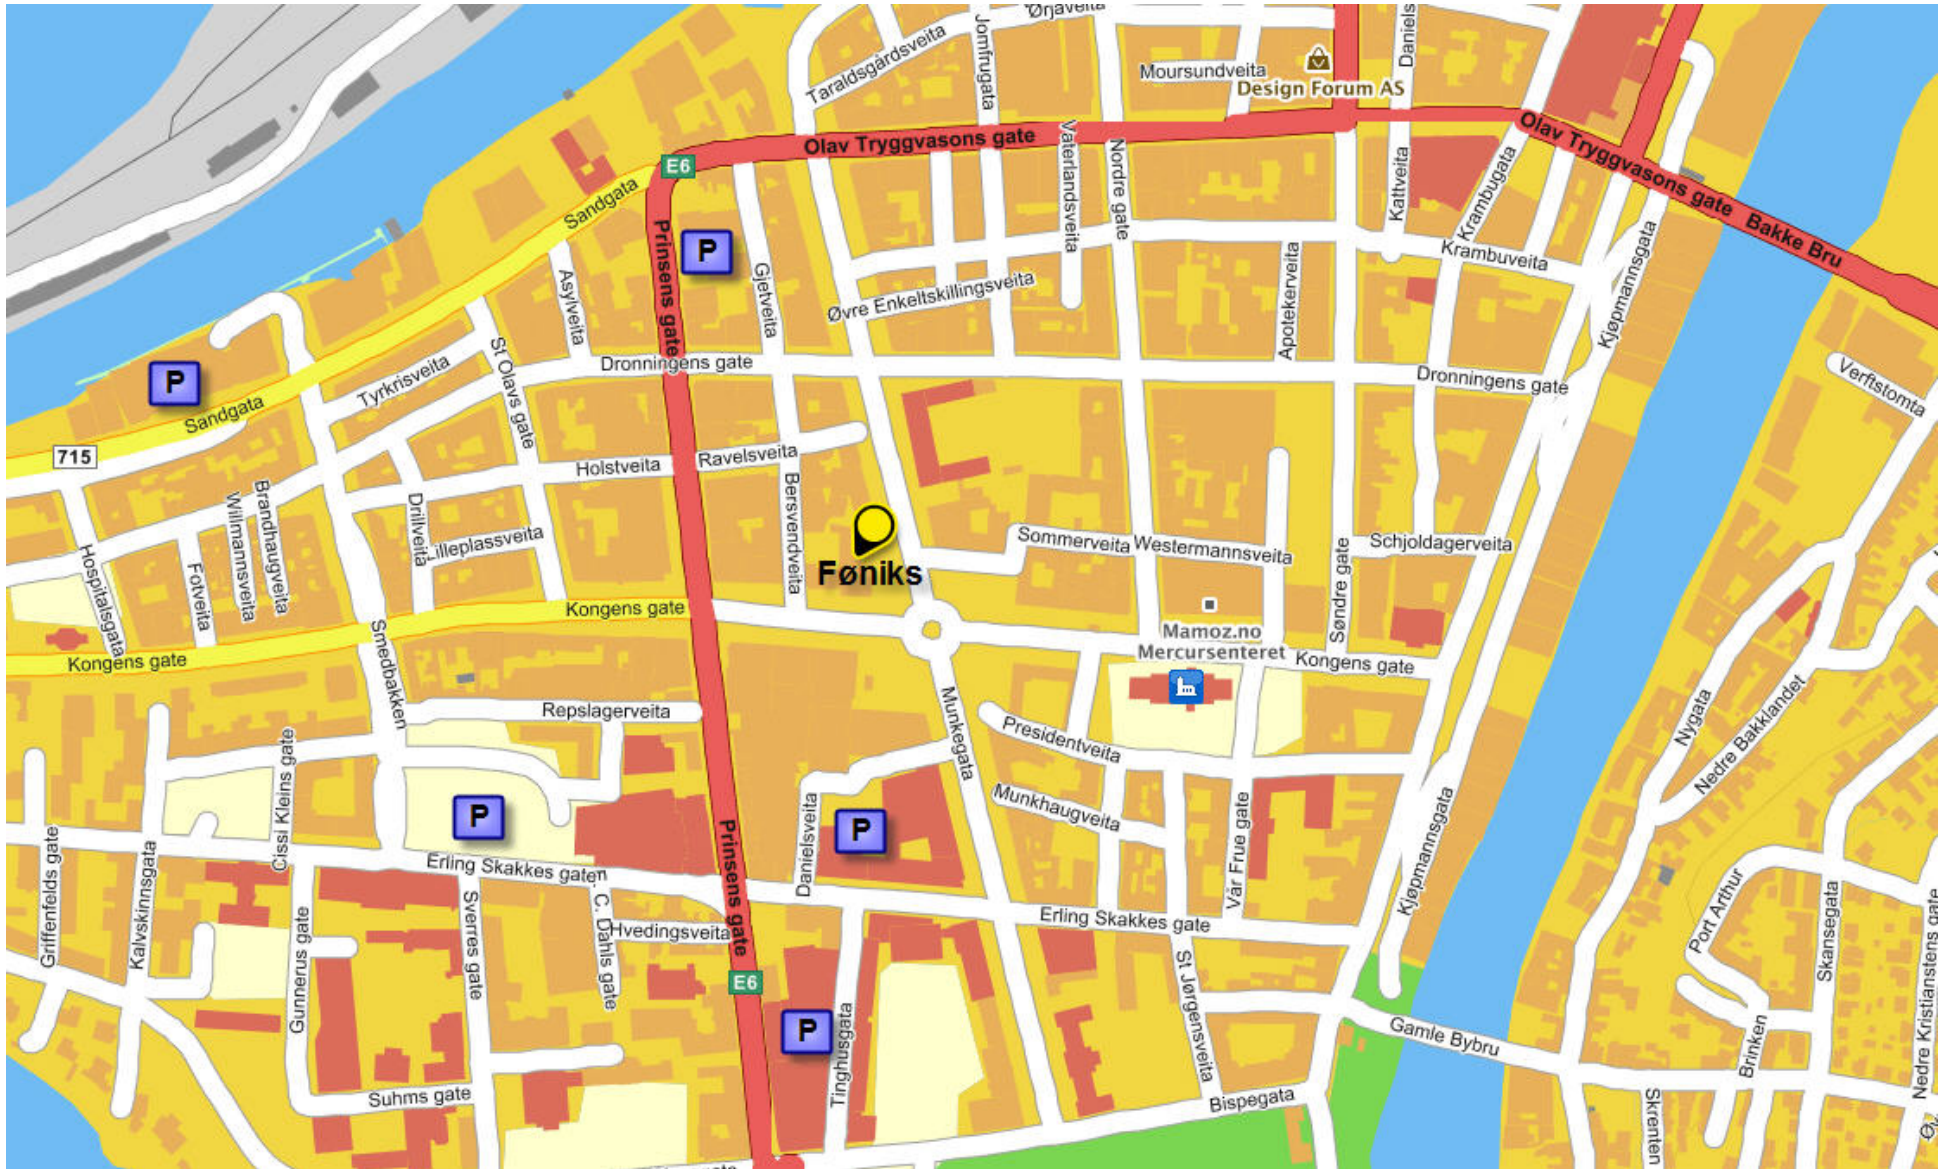 Ørjaveita
Jomfrugata
Daniels
Taraldsgårdsveita
Moursundveita
Design Forum AS
Olav Tryggvasons gate
Olav Tryggvasons gate
Bakke Bru
E6
Sandgata
Prinsens gate
P
Gjetveita
Vaterlandsveita
Nordre gate
Kattveita
Krambugata
Krambuveita
Kjøpmannsgata
Asylveita
Øvre Enkeltskillingsveita
Apotekerveita
St Olavs gate
Dronningens gate
Dronningens gate
Verftstomta
P
Tyrkrisveita
Sandgata
715
Holstveita
Ravelsveita
Bersvendveita
Brandhaugveita
Willmannsveita
Drillveita
Lilleplassveita
Føniks
Sommerveita
Westermannsveita
Schjoldagerveita
Søndre gate
Hospitalsgata
Fotveita
Kongens gate
Kongens gate
Smedbakken
Mamoz.no
Mercursenteret
Kongens gate
Repslagerveita
Munkegata
Presidentveita
Nygata
Nedre Bakklandet
Cissi Kleins gate
P
P
Munkhaugveita
Danielsveita
Vår Frue gate
Kjøpmannsgata
Griffenfelds gate
Kalvskinnsgata
Erling Skakkes gate
Prinsens gate
Erling Skakkes gate
Port Arthur
Skansegata
Gunnerus gate
Sverres gate
C. Dahls gate
Hvedingsveita
E6
P
Tinghusgata
St Jørgensveita
Gamle Bybru
Brinken
Nedre Kristianstens gate
Suhms gate
Bispegata
Skrenten